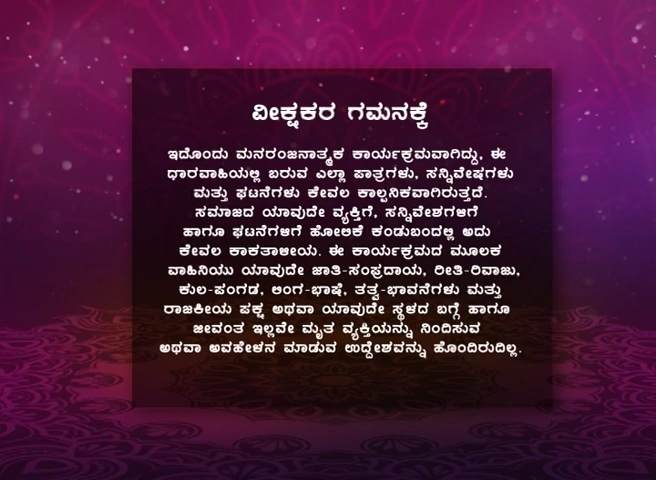 ವೀಕ್ಷಕರ ಗಮನಕ್ಕೆ
ಇದೊಂದು ಮನರಂಜನಾತ್ಮಕ ಕಾರ್ಯಕ್ರಮವಾಗಿದ್ದು, ಈ
ಧಾರವಾಹಿಯಲ್ಲಿ ಬರುವ ಎಲ್ಲಾ ಪಾತ್ರಗಳು, ಸನ್ನಿವೇಷಗಳು
ಮತ್ತು ಘಟನೆಗಳು ಕೇವಲ ಕಾಲ್ಪನಿಕವಾಗಿರುತ್ತದೆ.
ಸಮಾಜದ ಯಾವುದೇ ವ್ಯಕ್ತಿಗೆ, ಸನ್ನಿವೇಶಗಳಿಗೆ
ಹಾಗೂ ಘಟನೆಗಳಿಗೆ ಹೋಲಿಕೆ ಕಂಡುಬಂದಲ್ಲಿ ಅದು
ಕೇವಲ ಕಾಕತಾಳೀಯ. ಈ ಕಾರ್ಯಕ್ರಮದ ಮೂಲಕ
ವಾಹಿನಿಯು ಯಾವುದೇ ಜಾತಿ-ಸಂಪ್ರದಾಯ, ರೀತಿ-ರಿವಾಜು,
ಕುಲ-ಪಂಗಡ, ಲಿಂಗ-ಭಾಷೆ, ತತ್ವ-ಭಾವನೆಗಳು ಮತ್ತು
ರಾಜಕೀಯ ಪಕ್ಷ ಅಥವಾ ಯಾವುದೇ ಸ್ಥಳದ ಬಗ್ಗೆ ಹಾಗೂ
ಜೀವಂತ ಇಲ್ಲವೇ ಮೃತ ವ್ಯಕ್ತಿಯನ್ನು ನಿಂದಿಸುವ
ಅಥವಾ ಅವಹೇಳನ ಮಾಡುವ ಉದ್ದೇಶವನ್ನು ಹೊಂದಿರುದಿಲ್ಲ.